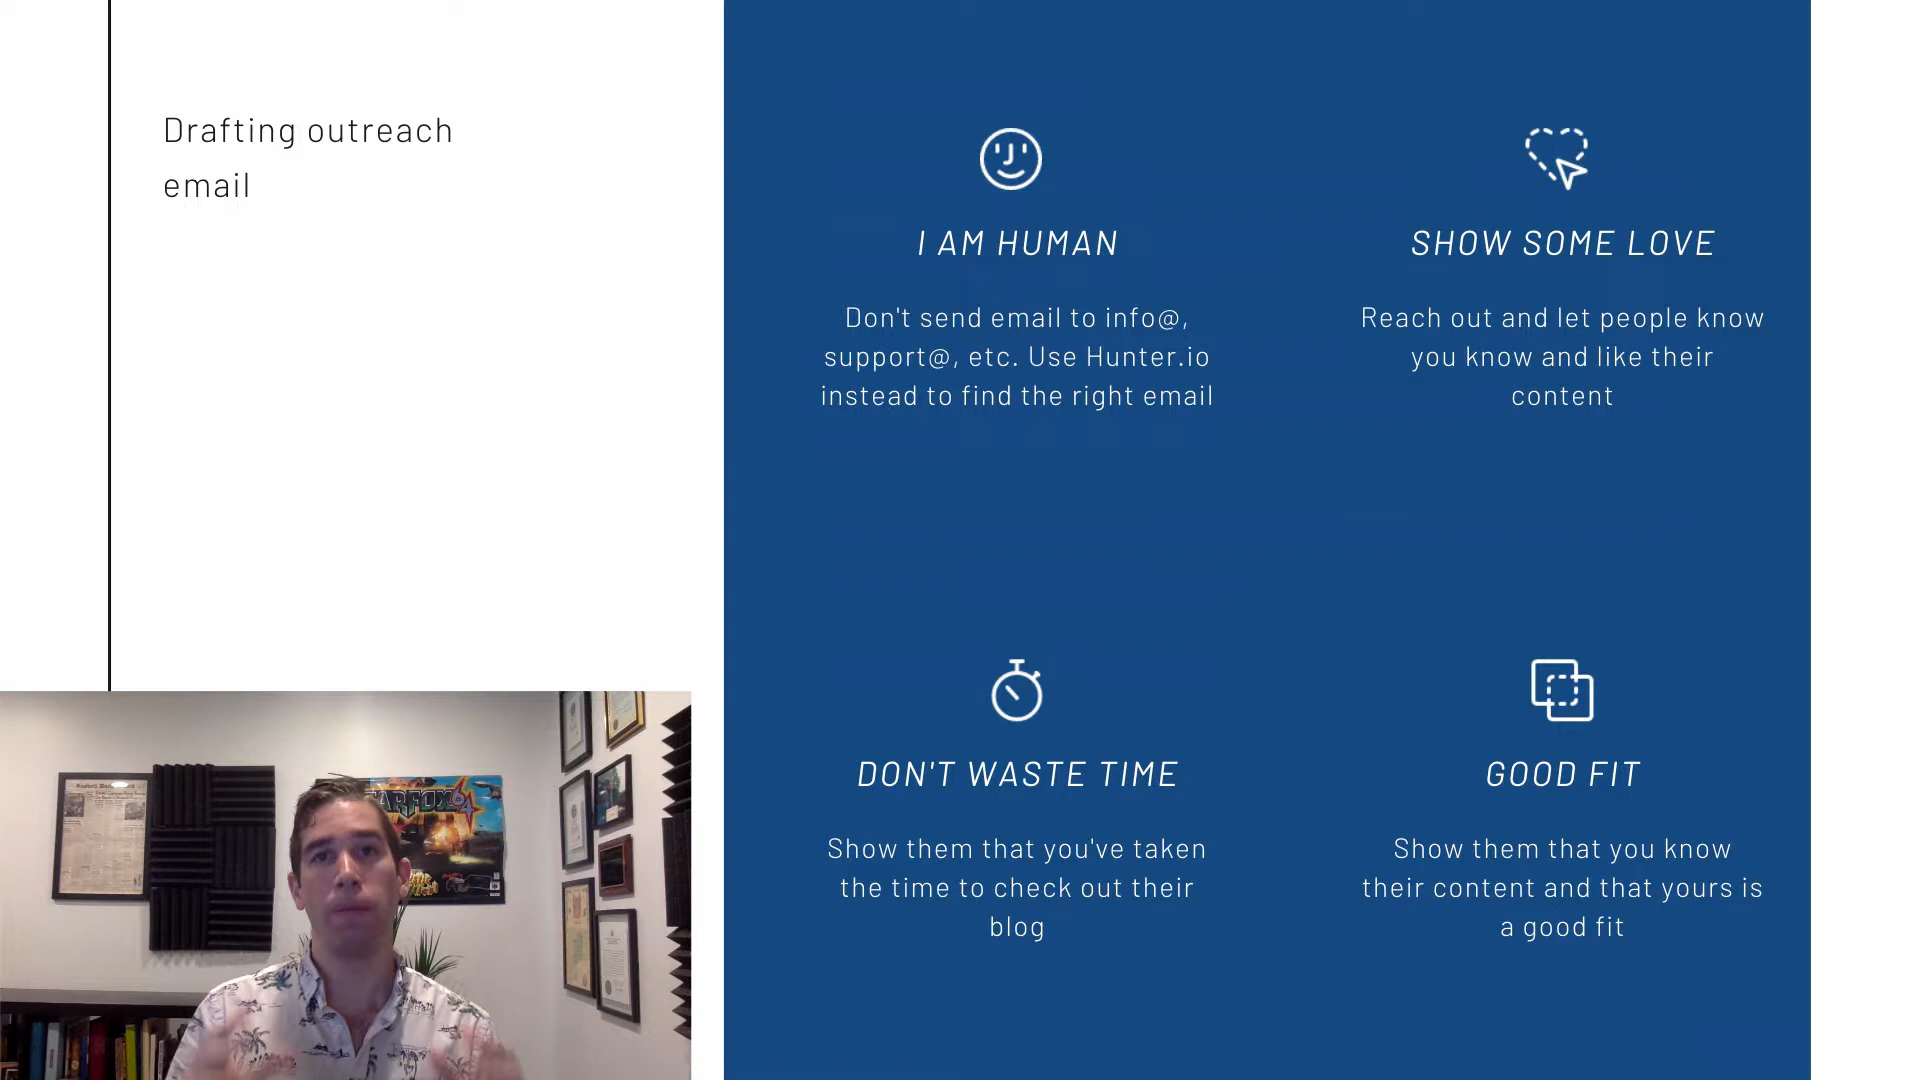 Drafting outreach
email
I AM HUMAN
Don't send email to info@,
support@, etc. Use Hunter.io
instead to find the right email
SHOW SOME LOVE
Reach out and let people know
you know and like their
content
DON'T WASTE TIME
Show them that you've taken
the time to check out their
blog
GOOD FIT
Show them that you know
their content and that yours is
a good fit